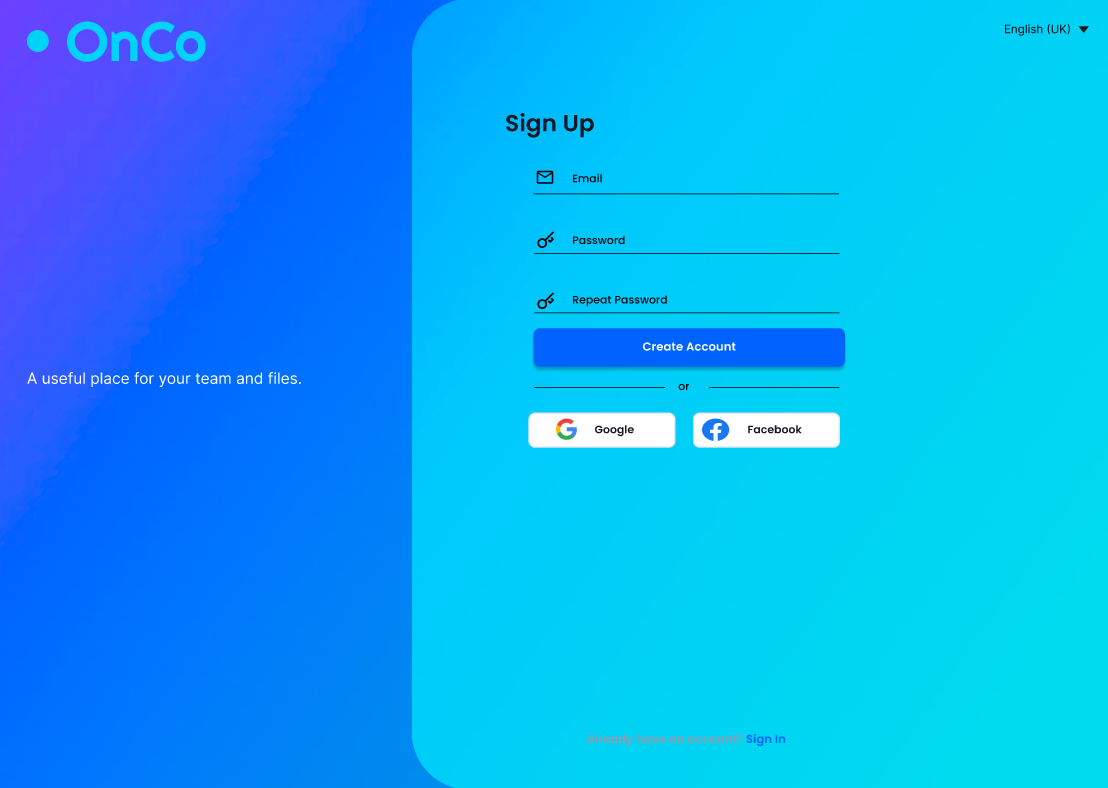 OnCo
English (UK)
Sign Up
Email
Password
Repeat Password
Create Account
A useful place for your team and files.
or
Google
Facebook
Already have an account? Sign In